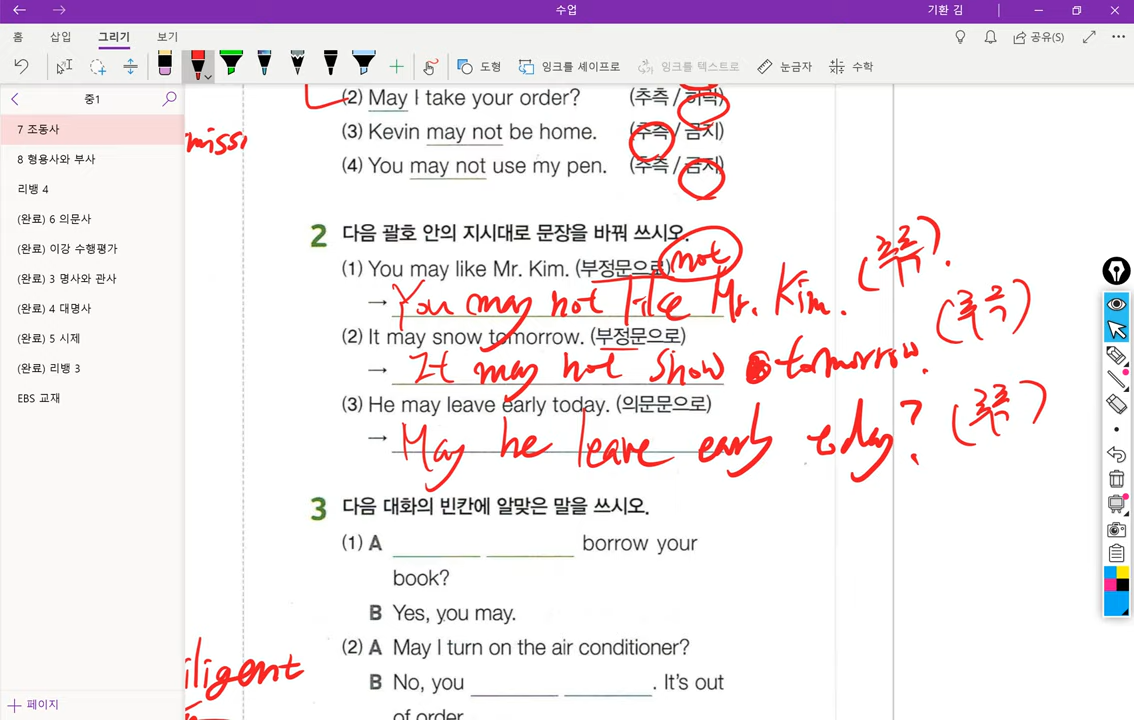 수업
기환 김
홈 삽입 그리기 보기
공유(S)
도형 잉크를 셰이프로 잉크를 텍스트로 눈금자 수학
중1
7 조동사
8 형용사와 부사
리뱅 4
(완료) 6 의문사
(완료) 이강 수행평가
(완료) 3 명사와 관사
(완료) 4 대명사
(완료) 5 시제
(완료) 리뱅 3
EBS 교재
페이지
missi
(2) May I take your order? (추측 / 허락)
(3) Kevin may not be home. (추측 / 금지)
(4) You may not use my pen. (추측 / 금지)
2 다음 괄호 안의 지시대로 문장을 바꿔 쓰시오.
(1) You may like Mr. Kim. (부정문으로) not
→ You may not like Mr. Kim. (추측).
(2) It may snow tomorrow. (부정문으로) (추측)
→ It may not snow tomorrow.
(3) He may leave early today. (의문문으로) (추측)
→ May he leave early today?
3 다음 대화의 빈칸에 알맞은 말을 쓰시오.
(1) A borrow your
book?
B Yes, you may.
(2) A May I turn on the air conditioner?
iligent
B No, you . It's out
of order.